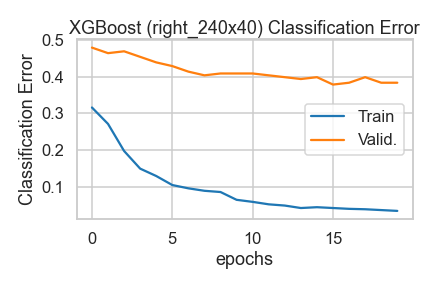 XGBoost (right_240x40) Classification Error
Classification Error
0.5
0.4
0.3
0.2
0.1
Train
Valid.
0 5 10 15
epochs